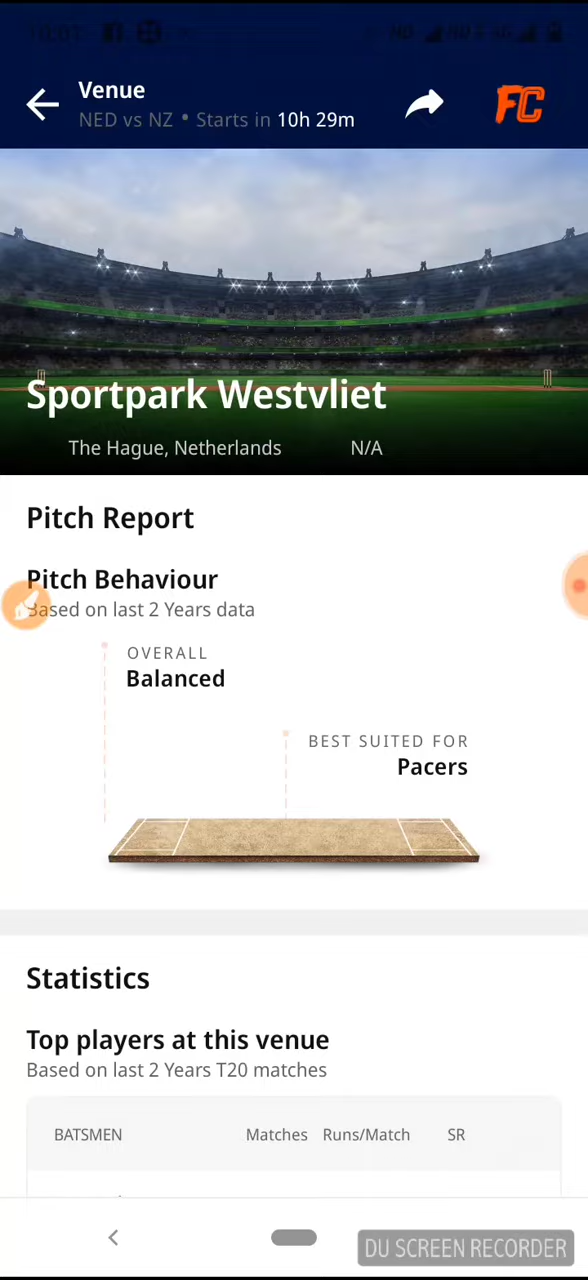 Venue
NED vs NZ • Starts in 10h 29m
FC
Sportpark Westvliet
The Hague, Netherlands N/A
Pitch Report
Pitch Behaviour
Based on last 2 Years data
OVERALL
Balanced
BEST SUITED FOR
Pacers
Statistics
Top players at this venue
Based on last 2 Years T20 matches
BATSMEN Matches Runs/Match SR
DU SCREEN RECORDER